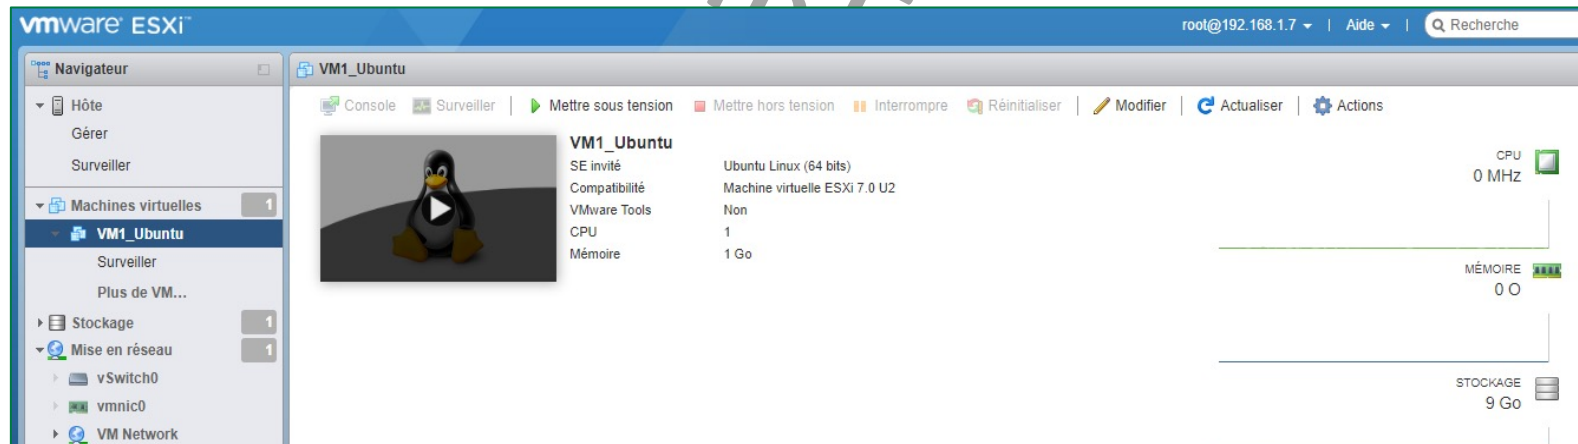 vmware ESXi™
root@192.168.1.7 | Aide | Recherche
Navigateur
VM1_Ubuntu
Hôte
Gérer
Surveiller
Machines virtuelles 1
VM1_Ubuntu
Surveiller
Plus de VM...
Stockage 1
Mise en réseau 1
vSwitch0
vmnic0
VM Network
Console Surveiller | Mettre sous tension Mettre hors tension Interrompre Réinitialiser | Modifier | Actualiser | Actions
VM1_Ubuntu
SE invité Ubuntu Linux (64 bits)
Compatibilité Machine virtuelle ESXi 7.0 U2
VMware Tools Non
CPU 1
Mémoire 1 Go
CPU
0 MHz
MÉMOIRE
0 O
STOCKAGE
9 Go